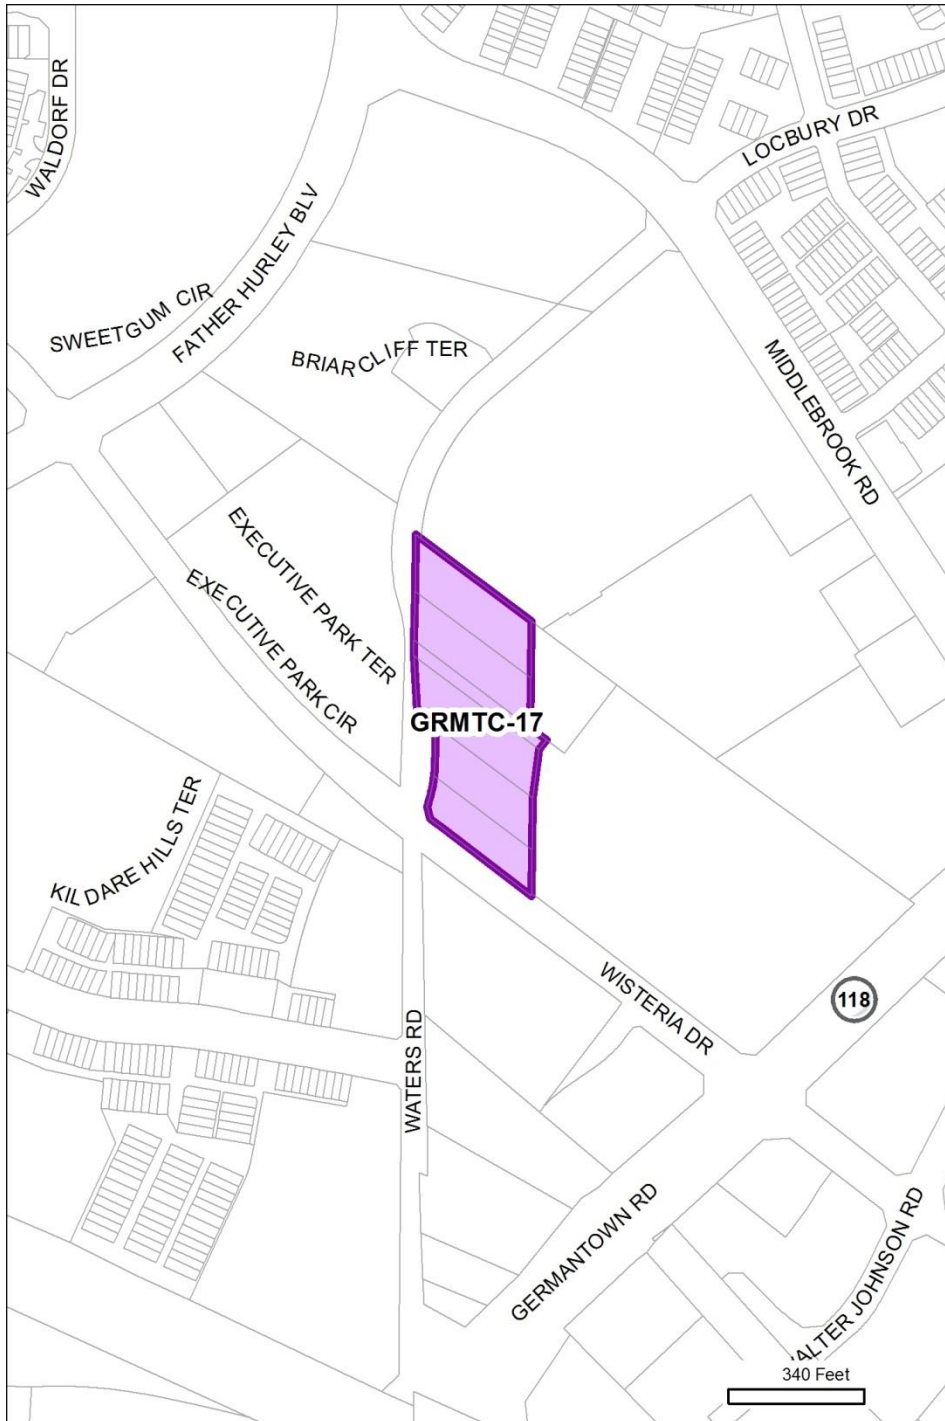 WALDORF DR
LOCBURY DR
FATHER HURLEY BLV
SWEETGUM CIR
BRIARCLIFF TER
MIDDLEBROOK RD
EXECUTIVE PARK TER
EXECUTIVE PARK CIR
GRMTC-17
KILDARE HILLS TER
WISTERIA DR
118
WATERS RD
GERMANTOWN RD
ALTER JOHNSON RD
340 Feet